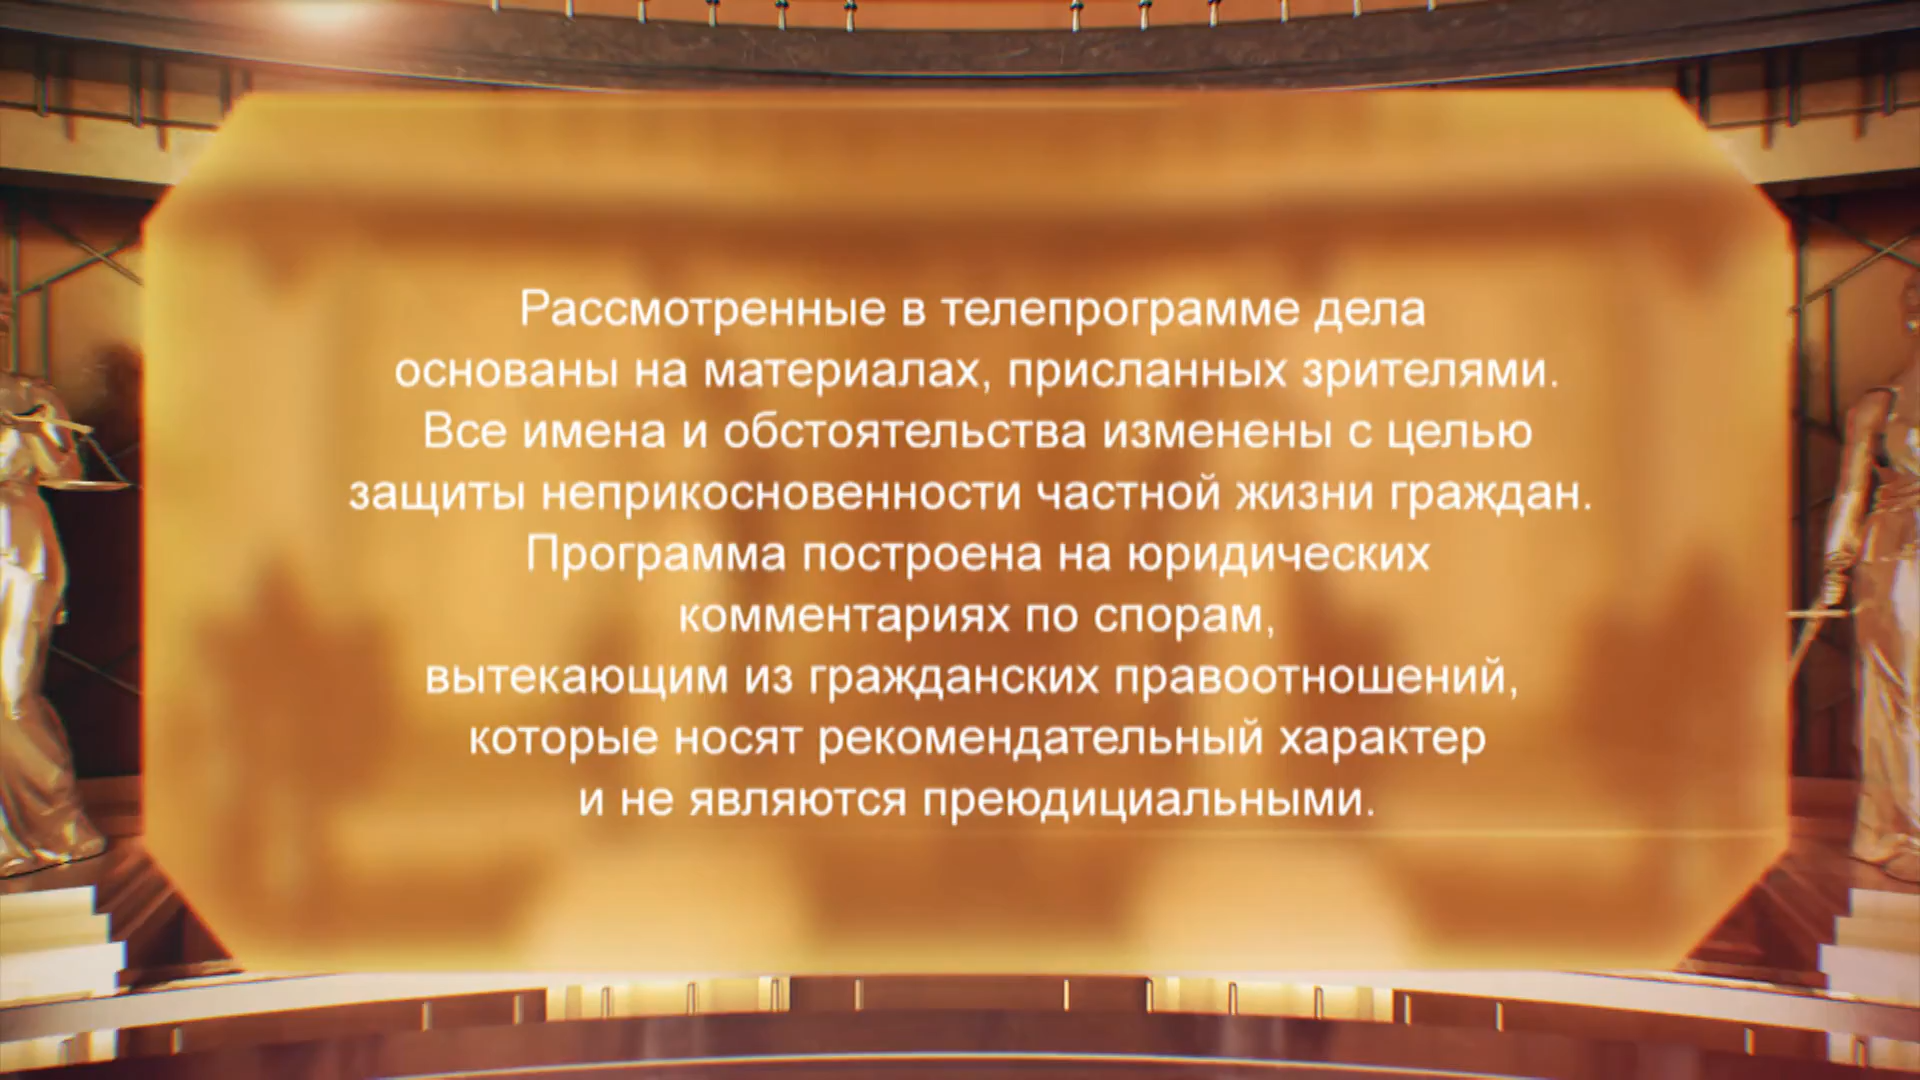 Рассмотренные в телепрограмме дела
основаны на материалах, присланных зрителями.
Все имена и обстоятельства изменены с целью
защиты неприкосновенности частной жизни граждан.
Программа построена на юридических
комментариях по спорам,
вытекающим из гражданских правоотношений,
которые носят рекомендательный характер
и не являются преюдициальными.